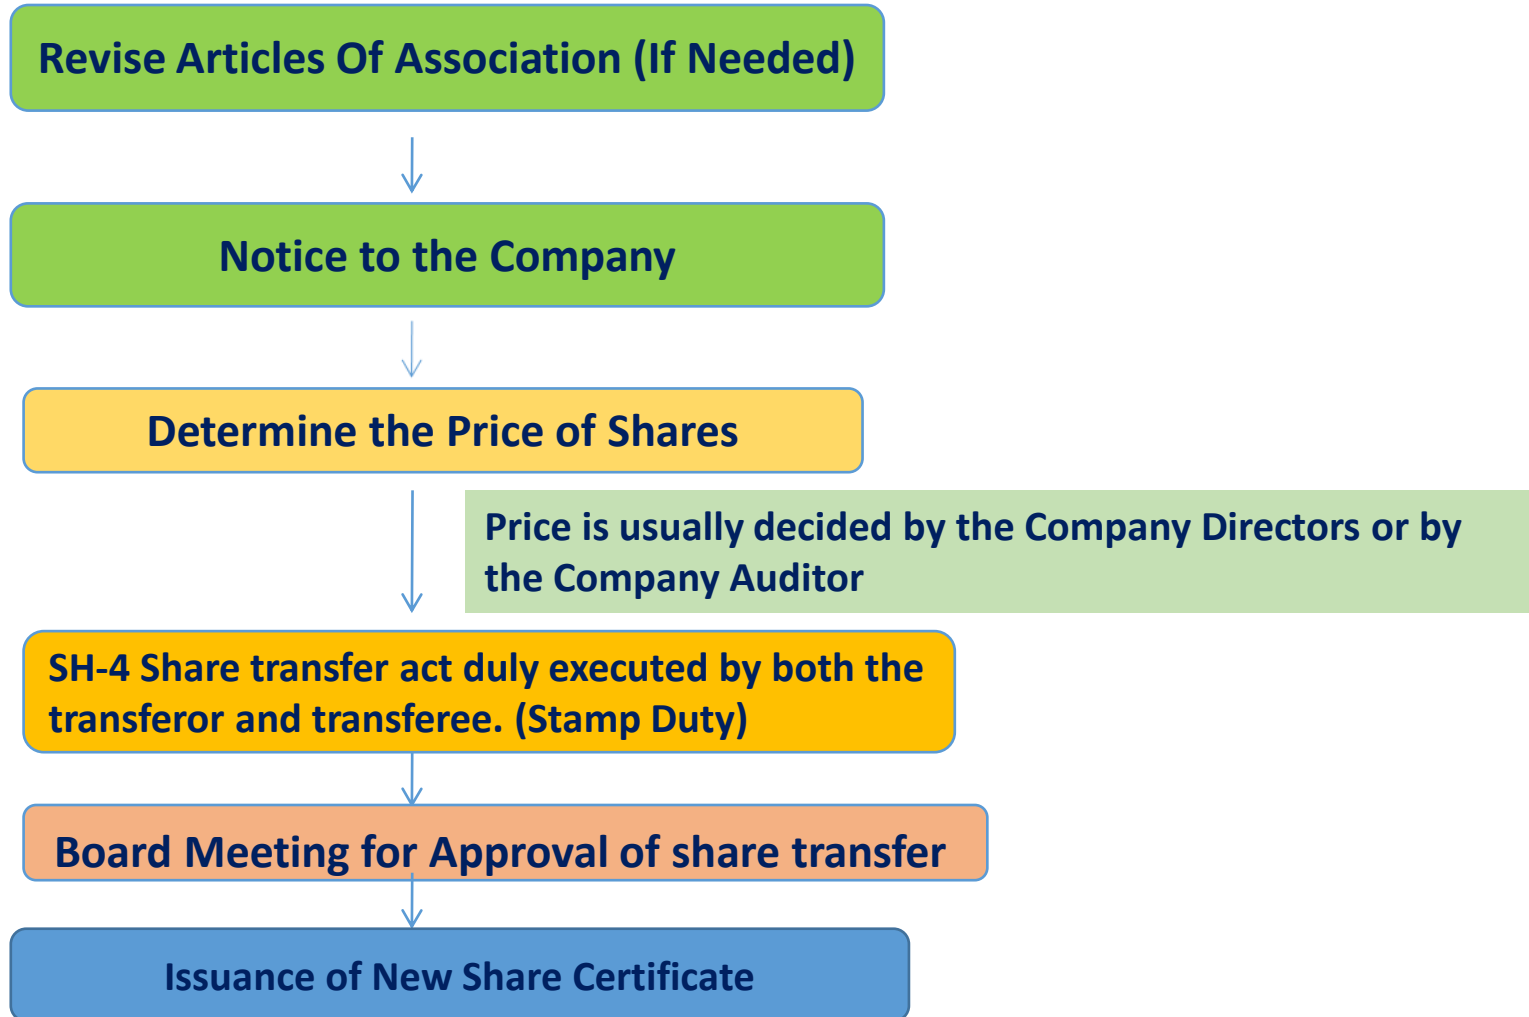 Revise Articles Of Association (If Needed)
Notice to the Company
Determine the Price of Shares
Price is usually decided by the Company Directors or by
the Company Auditor
SH-4 Share transfer act duly executed by both the
transferor and transferee. (Stamp Duty)
Board Meeting for Approval of share transfer
Issuance of New Share Certificate